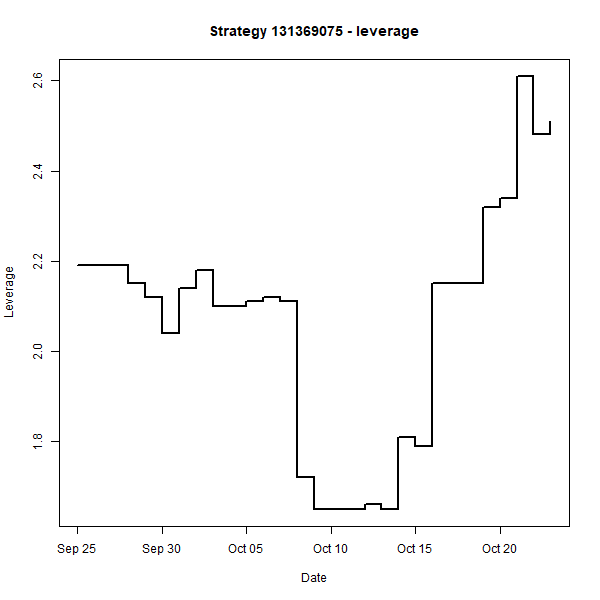 Strategy 131369075 - leverage
Leverage
2.6
2.4
2.2
2.0
1.8
Sep 25 Sep 30 Oct 05 Oct 10 Oct 15 Oct 20
Date